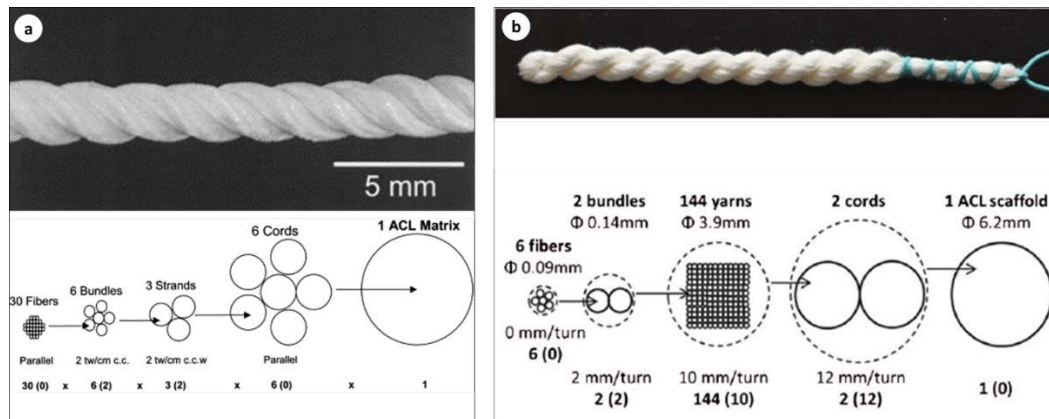 a
5 mm
1 ACL Matrix
6 Cords
3 Strands
6 Bundles
30 Fibers
Parallel
2 tw/cm c.c.
2 tw/cm c.c.w
Parallel
30 (0) x 6 (2) x 3 (2) x 6 (0) x 1
b
2 bundles
Φ 0.14mm
144 yarns
Φ 3.9mm
2 cords
1 ACL scaffold
Φ 6.2mm
6 fibers
Φ 0.09mm
0 mm/turn
6 (0)
2 mm/turn
2 (2)
10 mm/turn
144 (10)
12 mm/turn
2 (12)
1 (0)